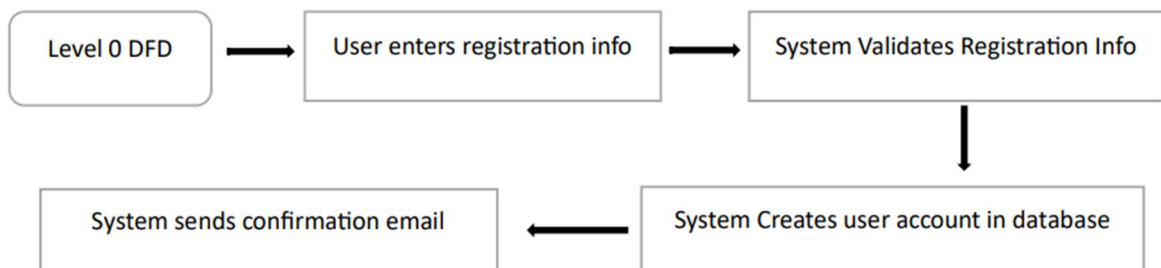 Level 0 DFD
User enters registration info
System Validates Registration Info
System Creates user account in database
System sends confirmation email